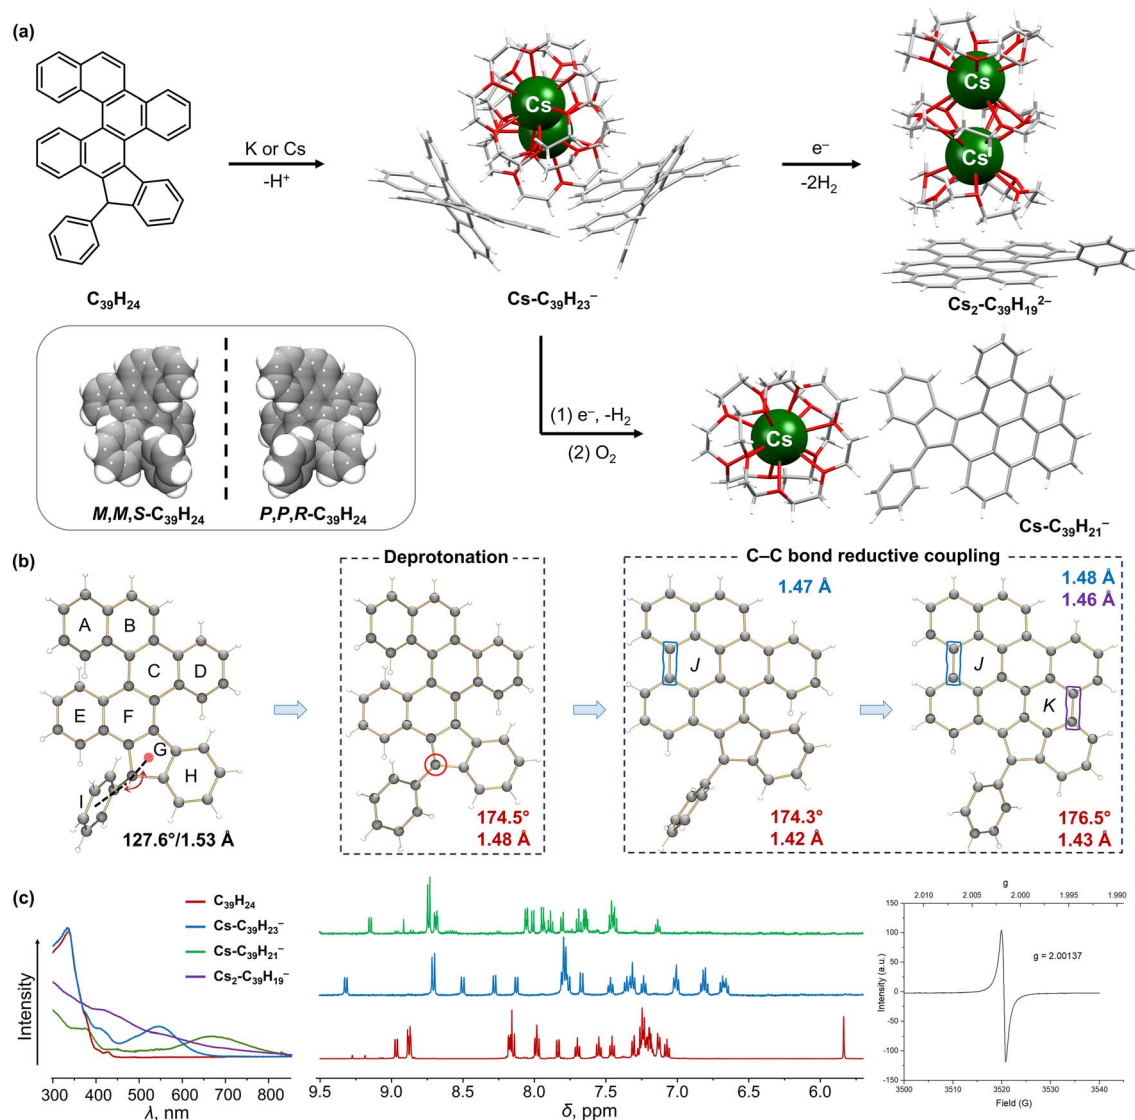 (a)
K or Cs
-H⁺
Cs
e⁻
-2H₂
Cs
Cs
C₃₉H₂₄
Cs-C₃₉H₂₃⁻
Cs₂-C₃₉H₁₉²⁻
M,M,S-C₃₉H₂₄
P,P,R-C₃₉H₂₄
(1) e⁻, -H₂
(2) O₂
Cs
Cs-C₃₉H₂₁⁻
(b)
Deprotonation
C–C bond reductive coupling
A
B
C
D
E
F
G
H
I
127.6°/1.53 Å
174.5°
1.48 Å
1.47 Å
J
174.3°
1.42 Å
1.48 Å
1.46 Å
J
K
176.5°
1.43 Å
(c)
C₃₉H₂₄
Cs-C₃₉H₂₃⁻
Cs-C₃₉H₂₁⁻
Cs₂-C₃₉H₁₉⁻
Intensity
300 400 500 600 700 800
λ, nm
9.5 9.0 8.5 8.0 7.5 7.0 6.5 6.0
δ, ppm
g
2.010 2.005 2.000 1.995 1.990
150
100
50
0
-50
-100
-150
Intensity (a.u.)
g = 2.00137
3500 3510 3520 3530 3540
Field (G)